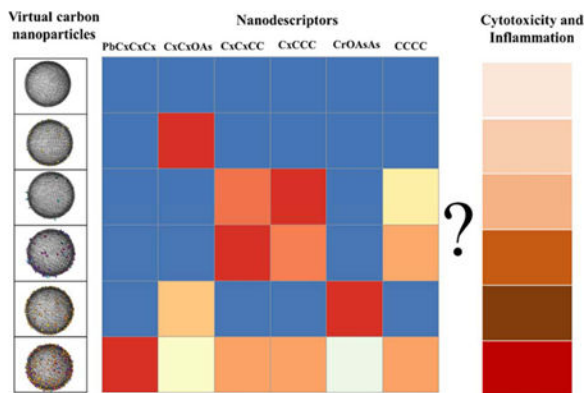 Virtual carbon
nanoparticles
Nanodescriptors
PbCxCxCx CxCxOAs CxCxCC CxCCC CrOAsAs CCCC
Cytotoxicity and
Inflammation
?